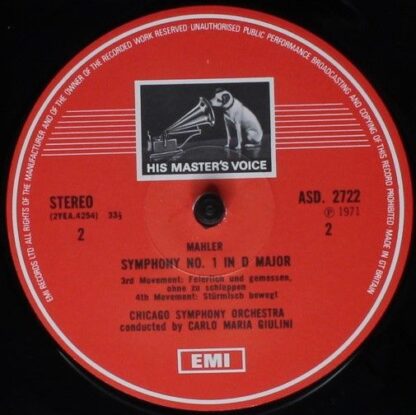 EMI RECORDS LTD. ALL RIGHTS OF THE MANUFACTURER AND OF THE OWNER OF THE RECORDED WORK RESERVED UNAUTHORISED PUBLIC PERFORMANCE BROADCASTING AND COPYING OF THIS RECORD PROHIBITED MADE IN GT BRITAIN
HIS MASTER'S VOICE
STEREO ASD. 2722
(2YEA.4254) 33⅓ ℗ 1971
2 2
MAHLER
SYMPHONY NO. 1 IN D MAJOR
3rd Movement: Feierlich und gemessen,
ohne zu schleppen
4th Movement: Stürmisch bewegt
CHICAGO SYMPHONY ORCHESTRA
conducted by CARLO MARIA GIULINI
EMI